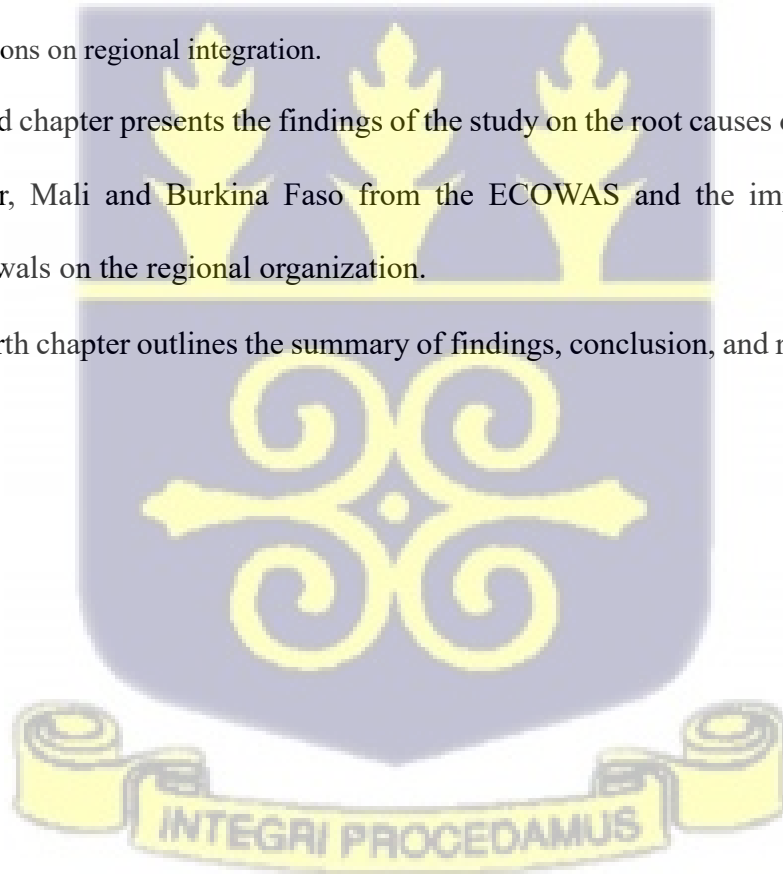 ons on regional integration.
d chapter presents the findings of the study on the root causes
r, Mali and Burkina Faso from the ECOWAS and the im
wals on the regional organization.
rth chapter outlines the summary of findings, conclusion, and
INTEGRI PROCEDAMUS